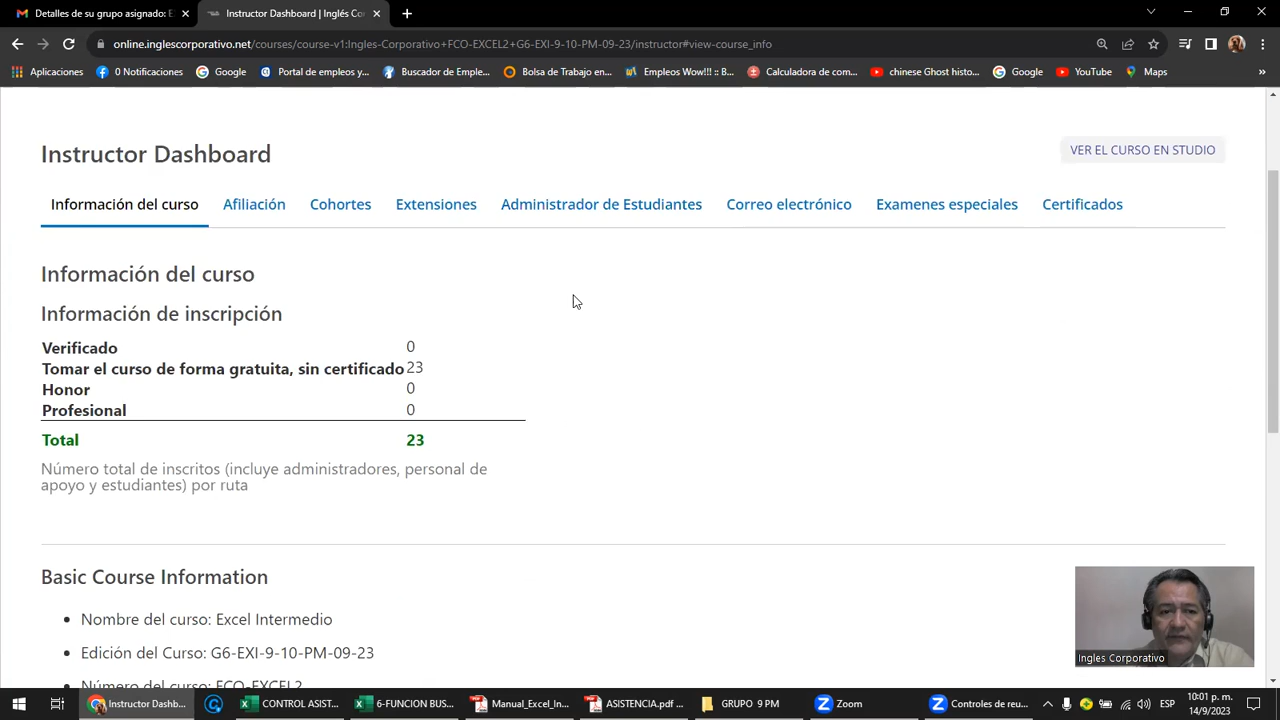 Detalles de su grupo asignado: E
Instructor Dashboard | Inglés Co
online.inglescorporativo.net/courses/course-v1:Ingles-Corporativo+FCO-EXCEL2+G6-EXI-9-10-PM-09-23/instructor#view-course_info
Aplicaciones 0 Notificaciones Google Portal de empleos y... Buscador de Emple... Bolsa de Trabajo en... Empleos Wow!!! :: B... Calculadora de com... chinese Ghost histo... Google YouTube Maps »
Instructor Dashboard
VER EL CURSO EN STUDIO
Información del curso Afiliación Cohortes Extensiones Administrador de Estudiantes Correo electrónico Examenes especiales Certificados
Información del curso
Información de inscripción
Verificado 0
Tomar el curso de forma gratuita, sin certificado 23
Honor 0
Profesional 0
Total 23
Número total de inscritos (incluye administradores, personal de
apoyo y estudiantes) por ruta
Basic Course Information
Nombre del curso: Excel Intermedio
Edición del Curso: G6-EXI-9-10-PM-09-23
Número del curso: FCO-EXCEL2
Ingles Corporativo
Instructor Dashb... CONTROL ASIST... 6-FUNCION BUS... Manual_Excel_In... ASISTENCIA.pdf ... GRUPO 9 PM Zoom Controles de reu... ESP 10:01 p. m.
14/9/2023